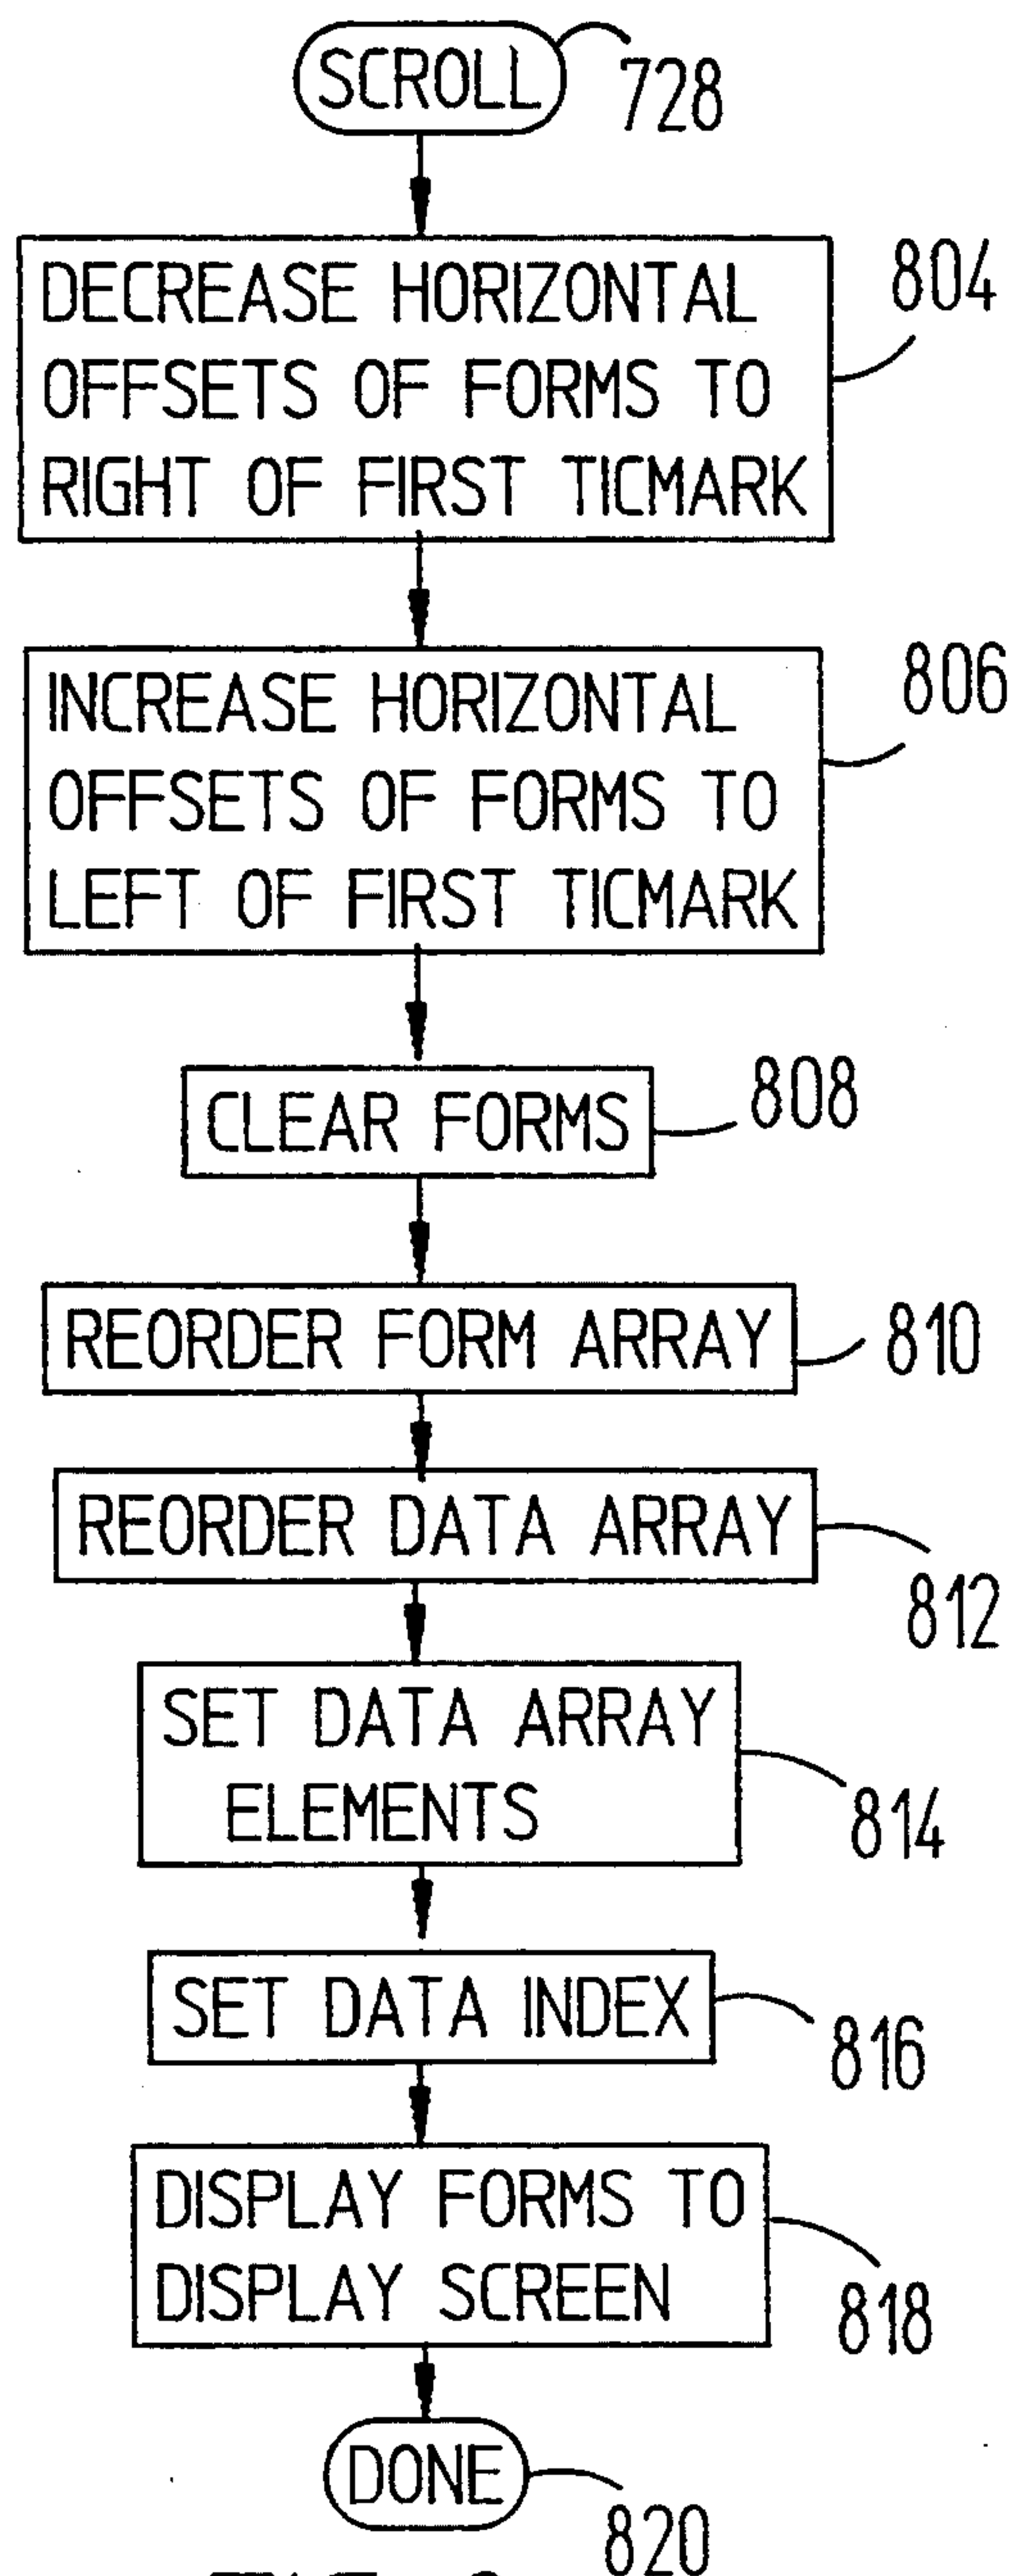 SCROLL
728
DECREASE HORIZONTAL
OFFSETS OF FORMS TO
RIGHT OF FIRST TICMARK
804
INCREASE HORIZONTAL
OFFSETS OF FORMS TO
LEFT OF FIRST TICMARK
806
CLEAR FORMS
808
REORDER FORM ARRAY
810
REORDER DATA ARRAY
812
SET DATA ARRAY
ELEMENTS
814
SET DATA INDEX
816
DISPLAY FORMS TO
DISPLAY SCREEN
818
DONE
820